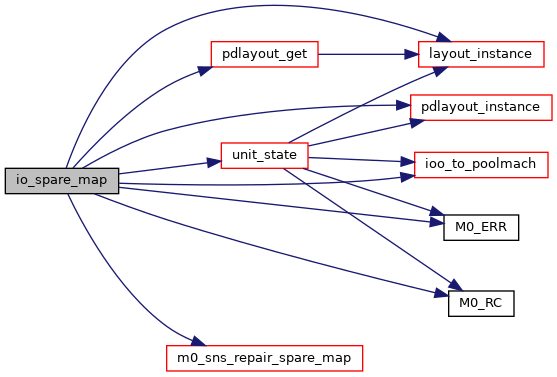 layout_instance
pdlayout_get
pdlayout_instance
unit_state
ioo_to_poolmach
io_spare_map
M0_ERR
M0_RC
m0_sns_repair_spare_map